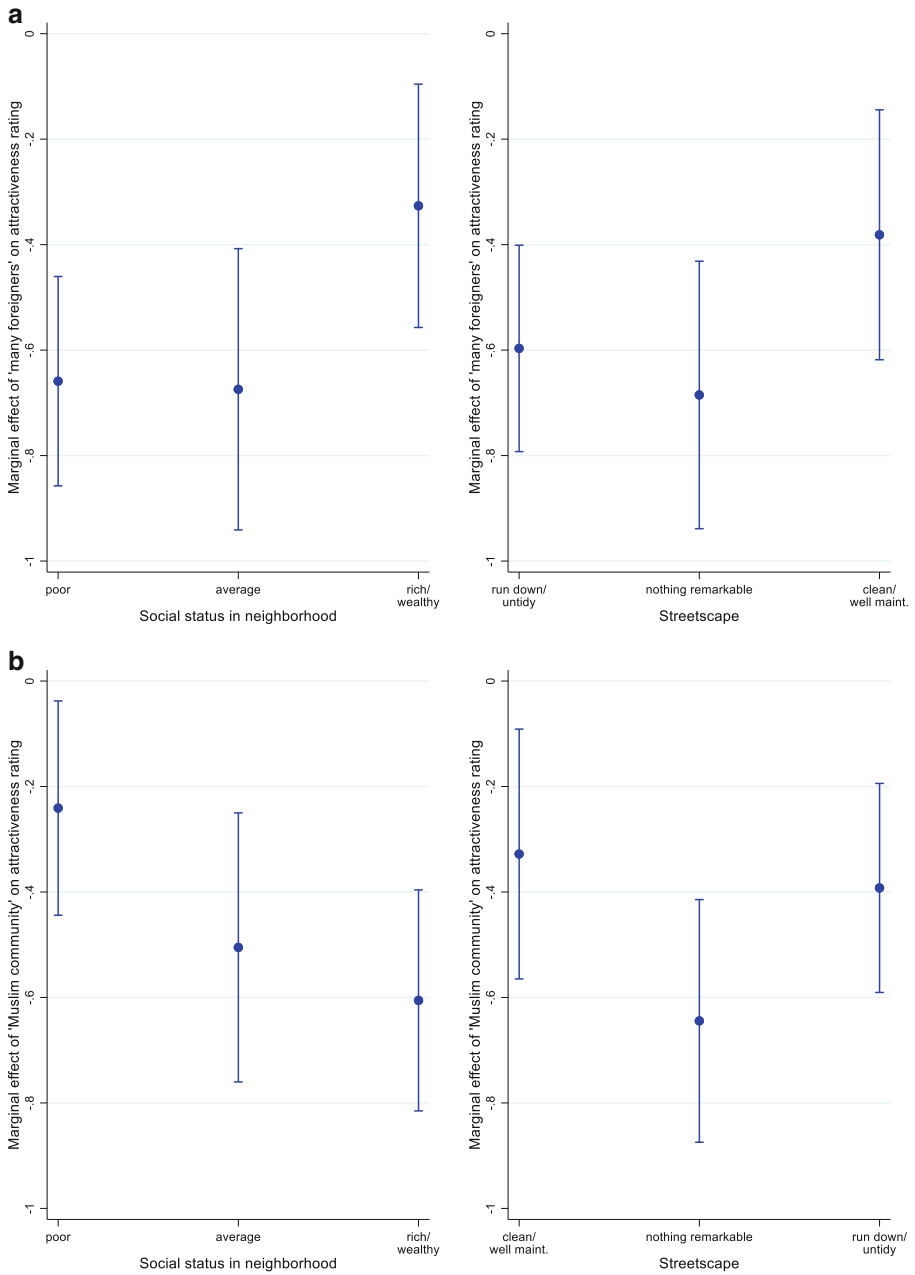 a
Marginal effect of 'many foreigners' on attractiveness rating
0
-.2
-.4
-.6
-.8
-1
poor
average
rich/
wealthy
Social status in neighborhood
Marginal effect of 'many foreigners' on attractiveness rating
0
-.2
-.4
-.6
-.8
-1
run down/
untidy
nothing remarkable
clean/
well maint.
Streetscape
b
Marginal effect of 'Muslim community' on attractiveness rating
0
-.2
-.4
-.6
-.8
-1
poor
average
rich/
wealthy
Social status in neighborhood
Marginal effect of 'Muslim community' on attractiveness rating
0
-.2
-.4
-.6
-.8
-1
clean/
well maint.
nothing remarkable
run down/
untidy
Streetscape